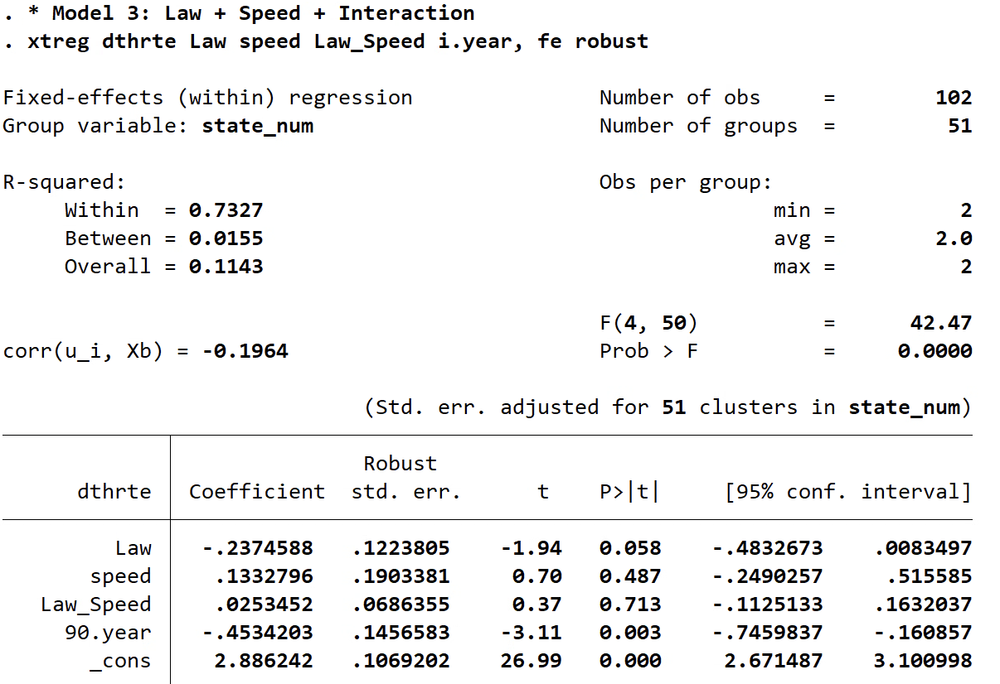 . * Model 3: Law + Speed + Interaction
. xtreg dthrte Law speed Law_Speed i.year, fe robust
Fixed-effects (within) regression Number of obs = 102
Group variable: state_num Number of groups = 51
R-squared: Obs per group:
Within = 0.7327 min = 2
Between = 0.0155 avg = 2.0
Overall = 0.1143 max = 2
F(4, 50) = 42.47
corr(u_i, Xb) = -0.1964 Prob > F = 0.0000
(Std. err. adjusted for 51 clusters in state_num)
Robust
dthrte Coefficient std. err. t P>|t| [95% conf. interval]
Law -.2374588 .1223805 -1.94 0.058 -.4832673 .0083497
speed .1332796 .1903381 0.70 0.487 -.2490257 .515585
Law_Speed .0253452 .0686355 0.37 0.713 -.1125133 .1632037
90.year -.4534203 .1456583 -3.11 0.003 -.7459837 -.160857
_cons 2.886242 .1069202 26.99 0.000 2.671487 3.100998